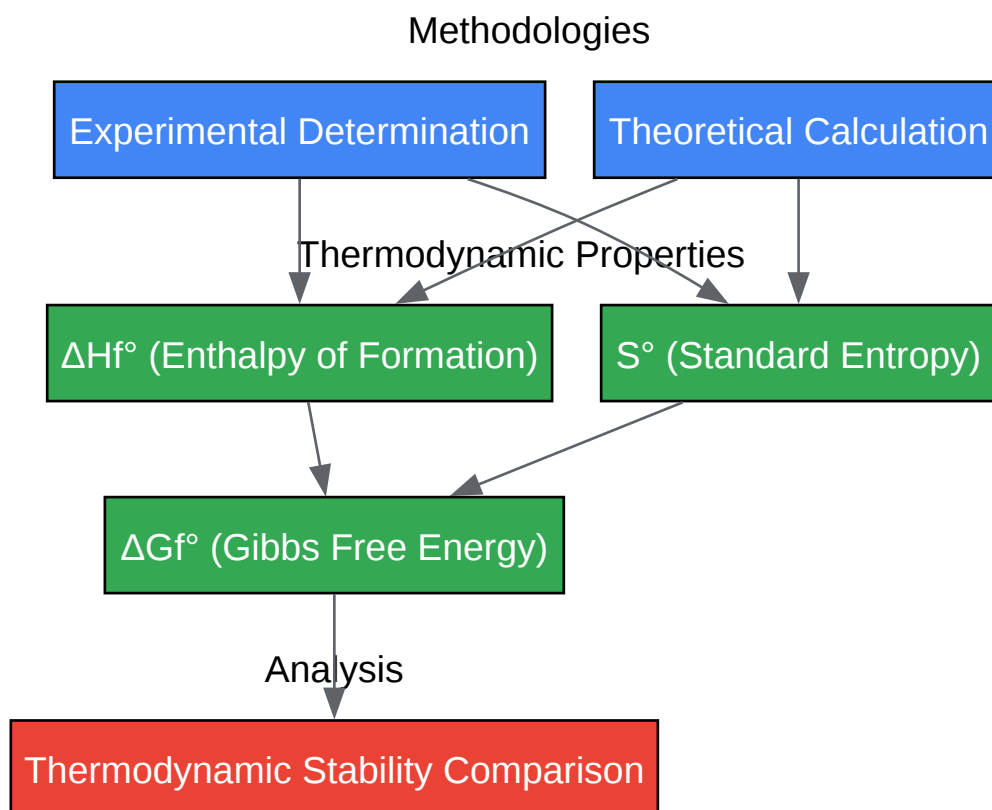 Methodologies
Experimental Determination
Theoretical Calculation
Thermodynamic Properties
ΔHf° (Enthalpy of Formation)
S° (Standard Entropy)
ΔGf° (Gibbs Free Energy)
Analysis
Thermodynamic Stability Comparison